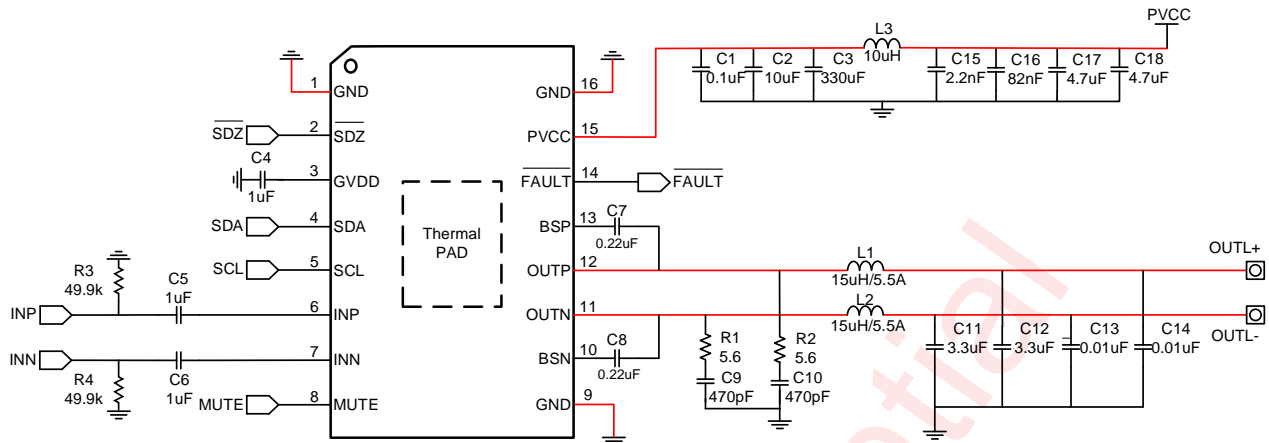 PVCC
L3
10uH
C1
0.1uF
C2
10uF
C3
330uF
C15
2.2nF
C16
82nF
C17
4.7uF
C18
4.7uF
1
GND
16
GND
SDZ
2
SDZ
15
PVCC
C4
1uF
3
GVDD
14
FAULT
FAULT
SDA
4
SDA
13
BSP
C7
0.22uF
Thermal
PAD
SCL
5
SCL
12
OUTP
L1
15uH/5.5A
OUTL+
R3
49.9k
C5
1uF
INP
6
INP
11
OUTN
L2
15uH/5.5A
OUTL-
INN
7
INN
10
BSN
C8
0.22uF
R1
5.6
R2
5.6
C11
3.3uF
C12
3.3uF
C13
0.01uF
C14
0.01uF
R4
49.9k
C6
1uF
C9
470pF
C10
470pF
MUTE
8
MUTE
9
GND